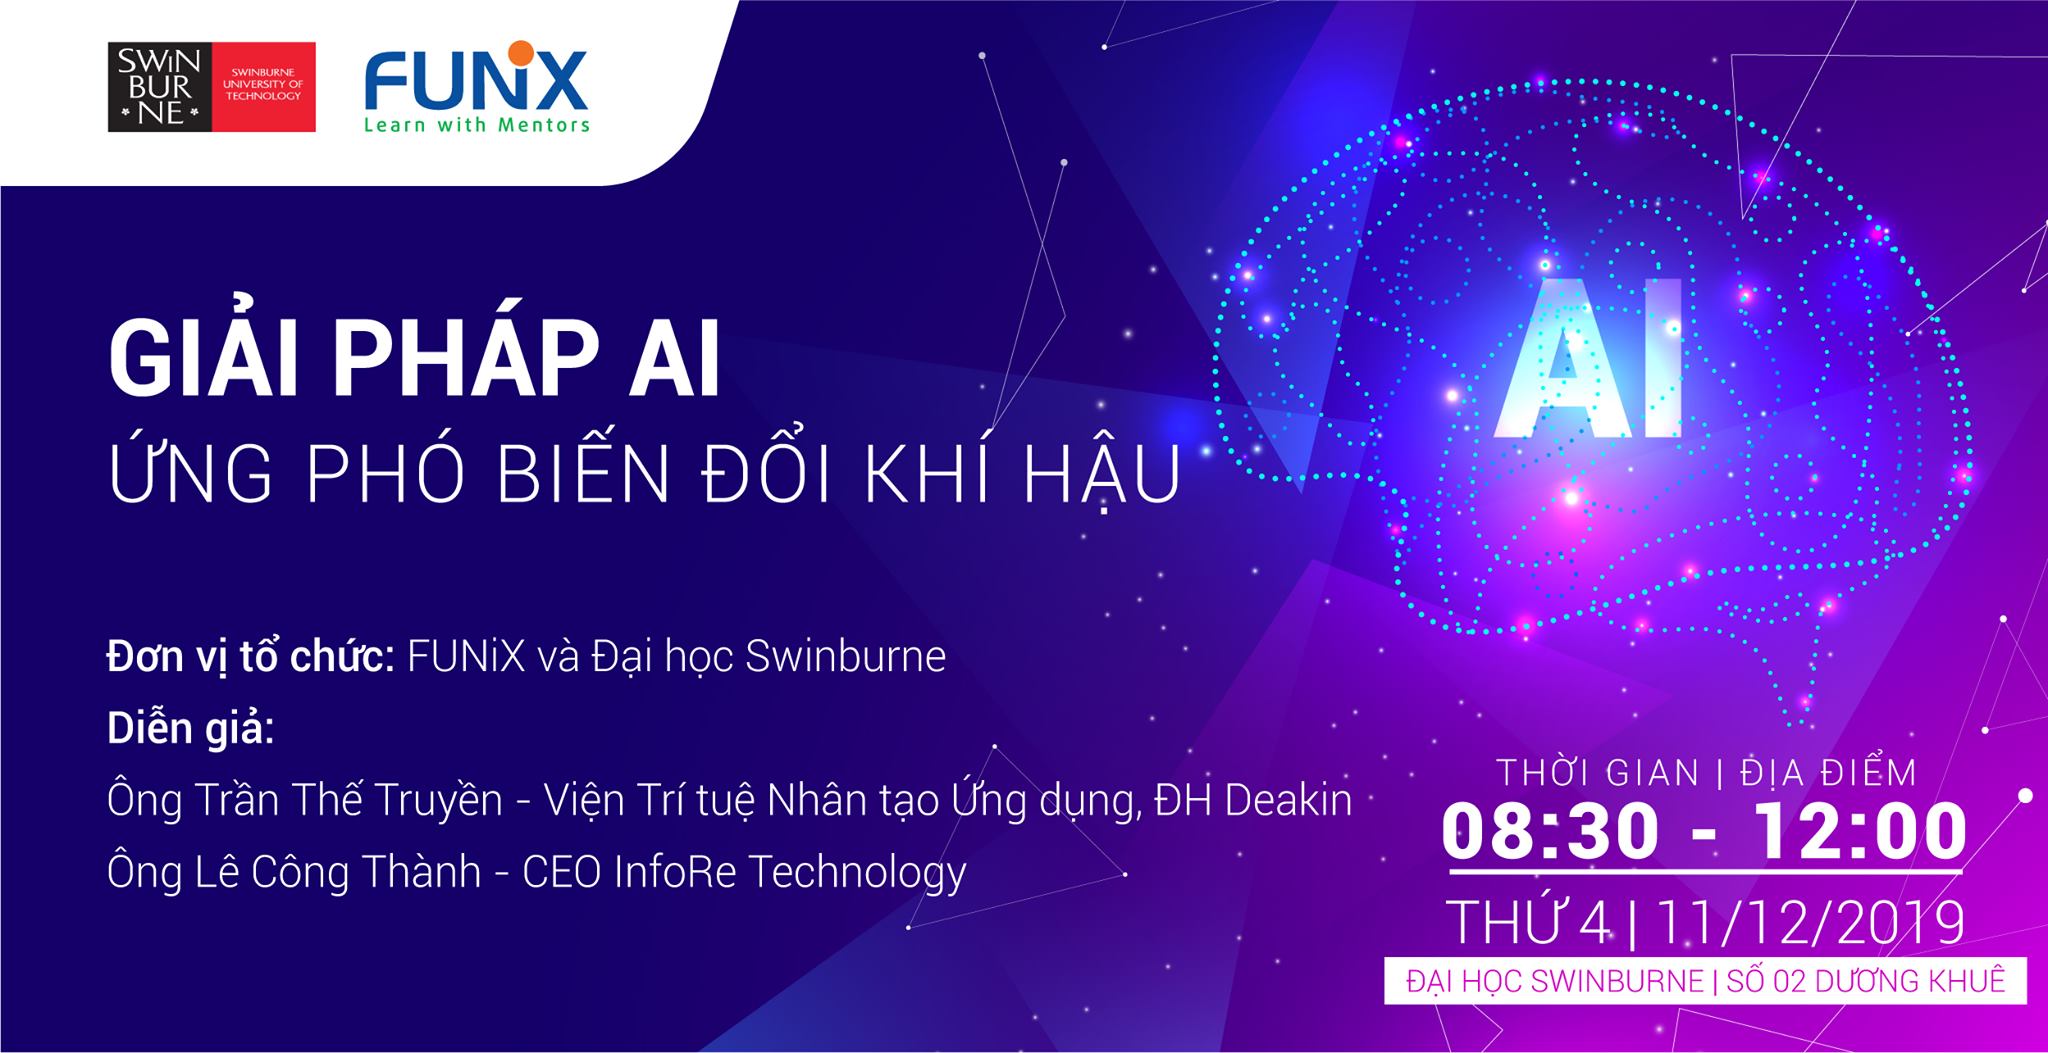 SWiN
BUR
NE
SWINBURNE
UNIVERSITY OF
TECHNOLOGY
FUNiX
Learn with Mentors
GIẢI PHÁP AI
ỨNG PHÓ BIẾN ĐỔI KHÍ HẬU
AI
Đơn vị tổ chức: FUNiX và Đại học Swinburne
Diễn giả:
Ông Trần Thế Truyền - Viện Trí tuệ Nhân tạo Ứng dụng, ĐH Deakin
Ông Lê Công Thành - CEO InfoRe Technology
THỜI GIAN | ĐỊA ĐIỂM
08:30 - 12:00
THỨ 4 | 11/12/2019
ĐẠI HỌC SWINBURNE | SỐ 02 DƯƠNG KHUÊ